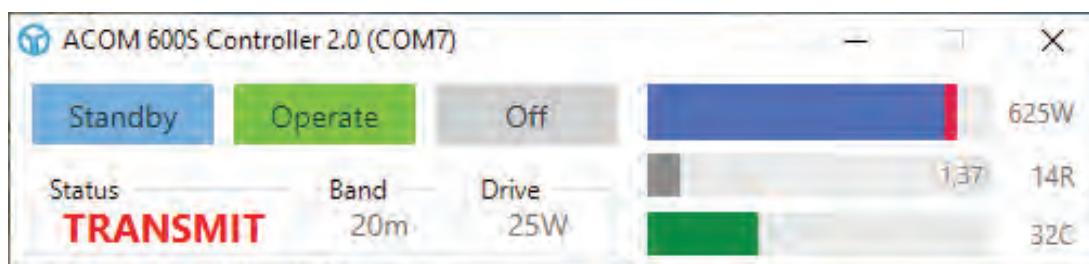 ACOM 600S Controller 2.0 (COM7)
Standby Operate Off 625W
Status Band Drive 1,37 14R
TRANSMIT 20m 25W 32C